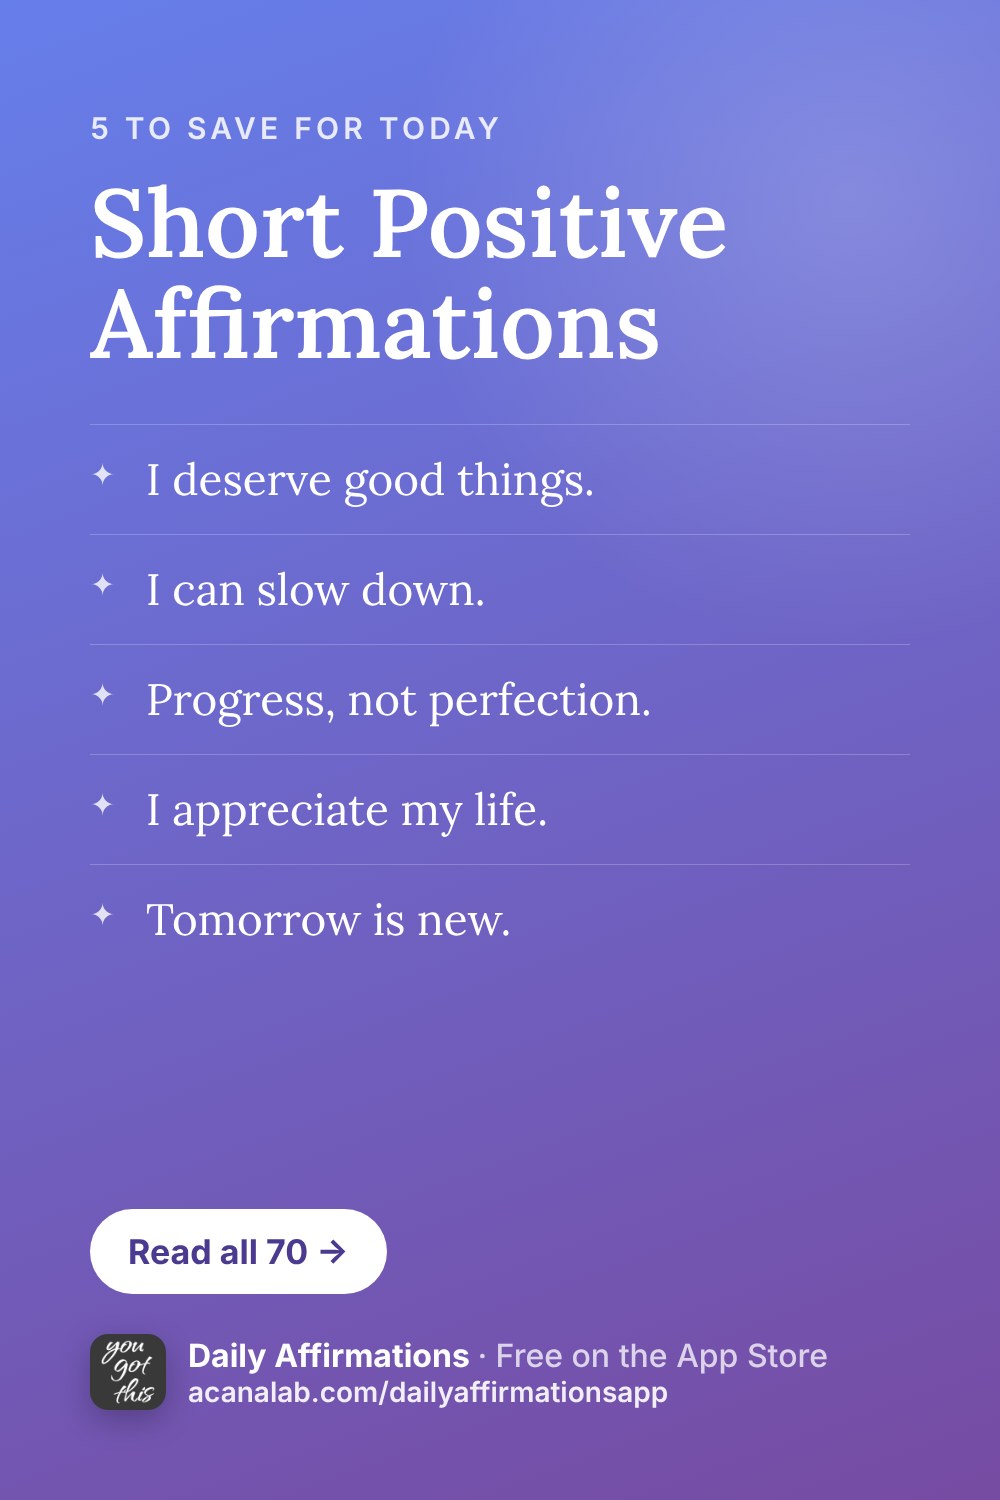 5 TO SAVE FOR TODAY
Short Positive
Affirmations
✦ I deserve good things.
✦ I can slow down.
✦ Progress, not perfection.
✦ I appreciate my life.
✦ Tomorrow is new.
Read all 70 →
you
got
this
Daily Affirmations · Free on the App Store
acanalab.com/dailyaffirmationsapp